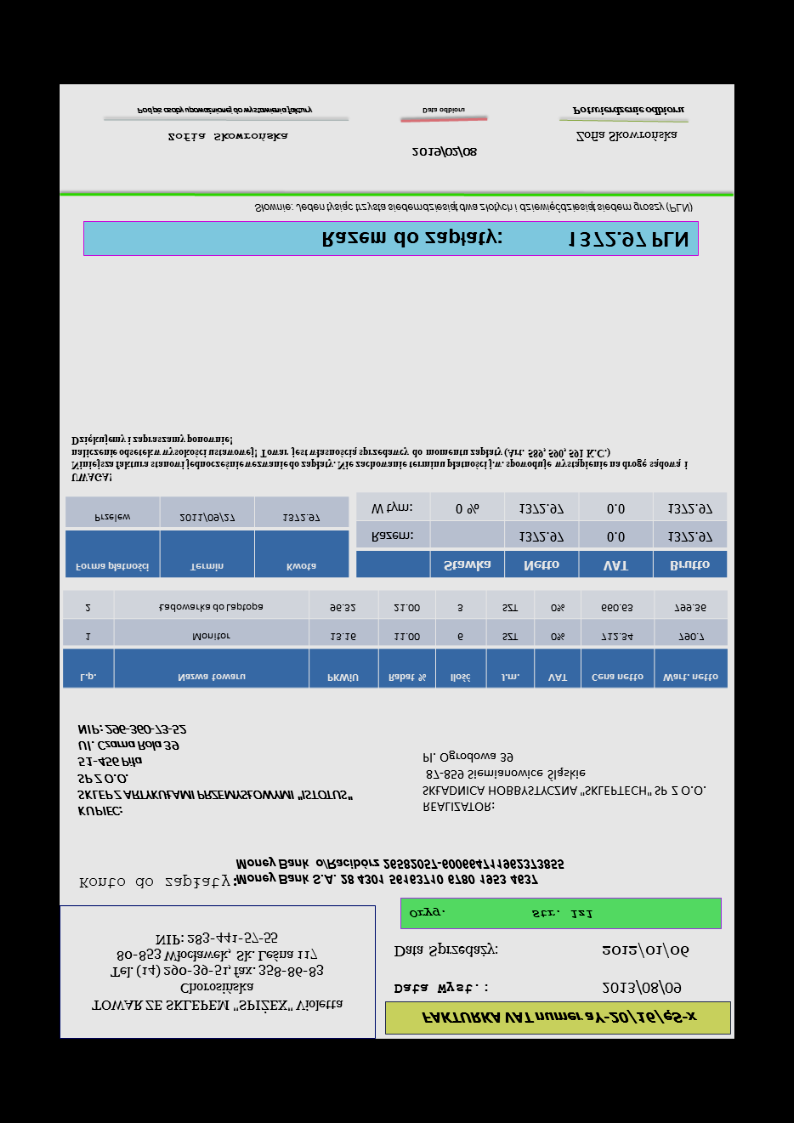 FAKTURKA VAT numer aY-20/16/ęS-x
TOWAR ZE SKLEPEM "SPIŻEX" Violetta
Chorosińska
Tel. (14) 290-39-51, fax. 358-86-83
80-853 Włocławek, Sk. Leśna 117
NIP: 283-441-57-55
Data Wyst.: 2013/08/09
Data Sprzedaży: 2012/01/06
Oryg. Str. 1z1
Konto do zapłaty: Money Bank S.A. 28 4301 56163710 6780 1953 4637
Money Bank o/Racibórz 26582057-600664711962373855
KUPIEC:
SKLEP Z ARTYKUŁAMI PRZEMYSŁOWYMI "ISTOTUS"
SP Z O.O.
51-456 Piła
Ul. Czarna Rola 39
NIP: 296-360-73-52
REALIZATOR:
SKŁADNICA HOBBYSTYCZNA "SKLEPTECH" SP Z O.O.
87-859 Siemianowice Śląskie
Pl. Ogrodowa 39
L.p. Nazwa towaru PKWiU Rabat % Ilość J.m. VAT Cena netto Wart. netto
1 Monitor 13.16 11.00 6 SZT 0% 712.34 790.7
2 Ładowarka do Laptopa 96.32 21.00 3 SZT 0% 660.63 799.36
Forma płatności Termin Kwota
Przelew 2011/09/27 1372.97
Stawka Netto VAT Brutto
Razem: 1372.97 0.0 1372.97
W tym: 0 % 1372.97 0.0 1372.97
UWAGA!
Niniejsza faktura stanowi jednocześnie wezwanie do zapłaty. Nie zachowanie terminu płatności j.w. spowoduje wystąpienie na drogę sądową i
naliczenie odsetek w wysokości ustawowej! Towar jest własnością sprzedawcy do momentu zapłaty (Art. 589, 590, 591 K.C.)
Dziękujemy i zapraszamy ponownie!
Razem do zapłaty: 1372.97 PLN
Słownie: Jeden tysiąc trzysta siedemdziesiąt dwa złotych i dziewięćdziesiąt siedem groszy (PLN)
Zofia Skowrońska
Podpis osoby upoważnionej do wystawienia faktury
2019/02/08
Data odbioru
Zofia Skowrońska
Potwierdzenie odbioru